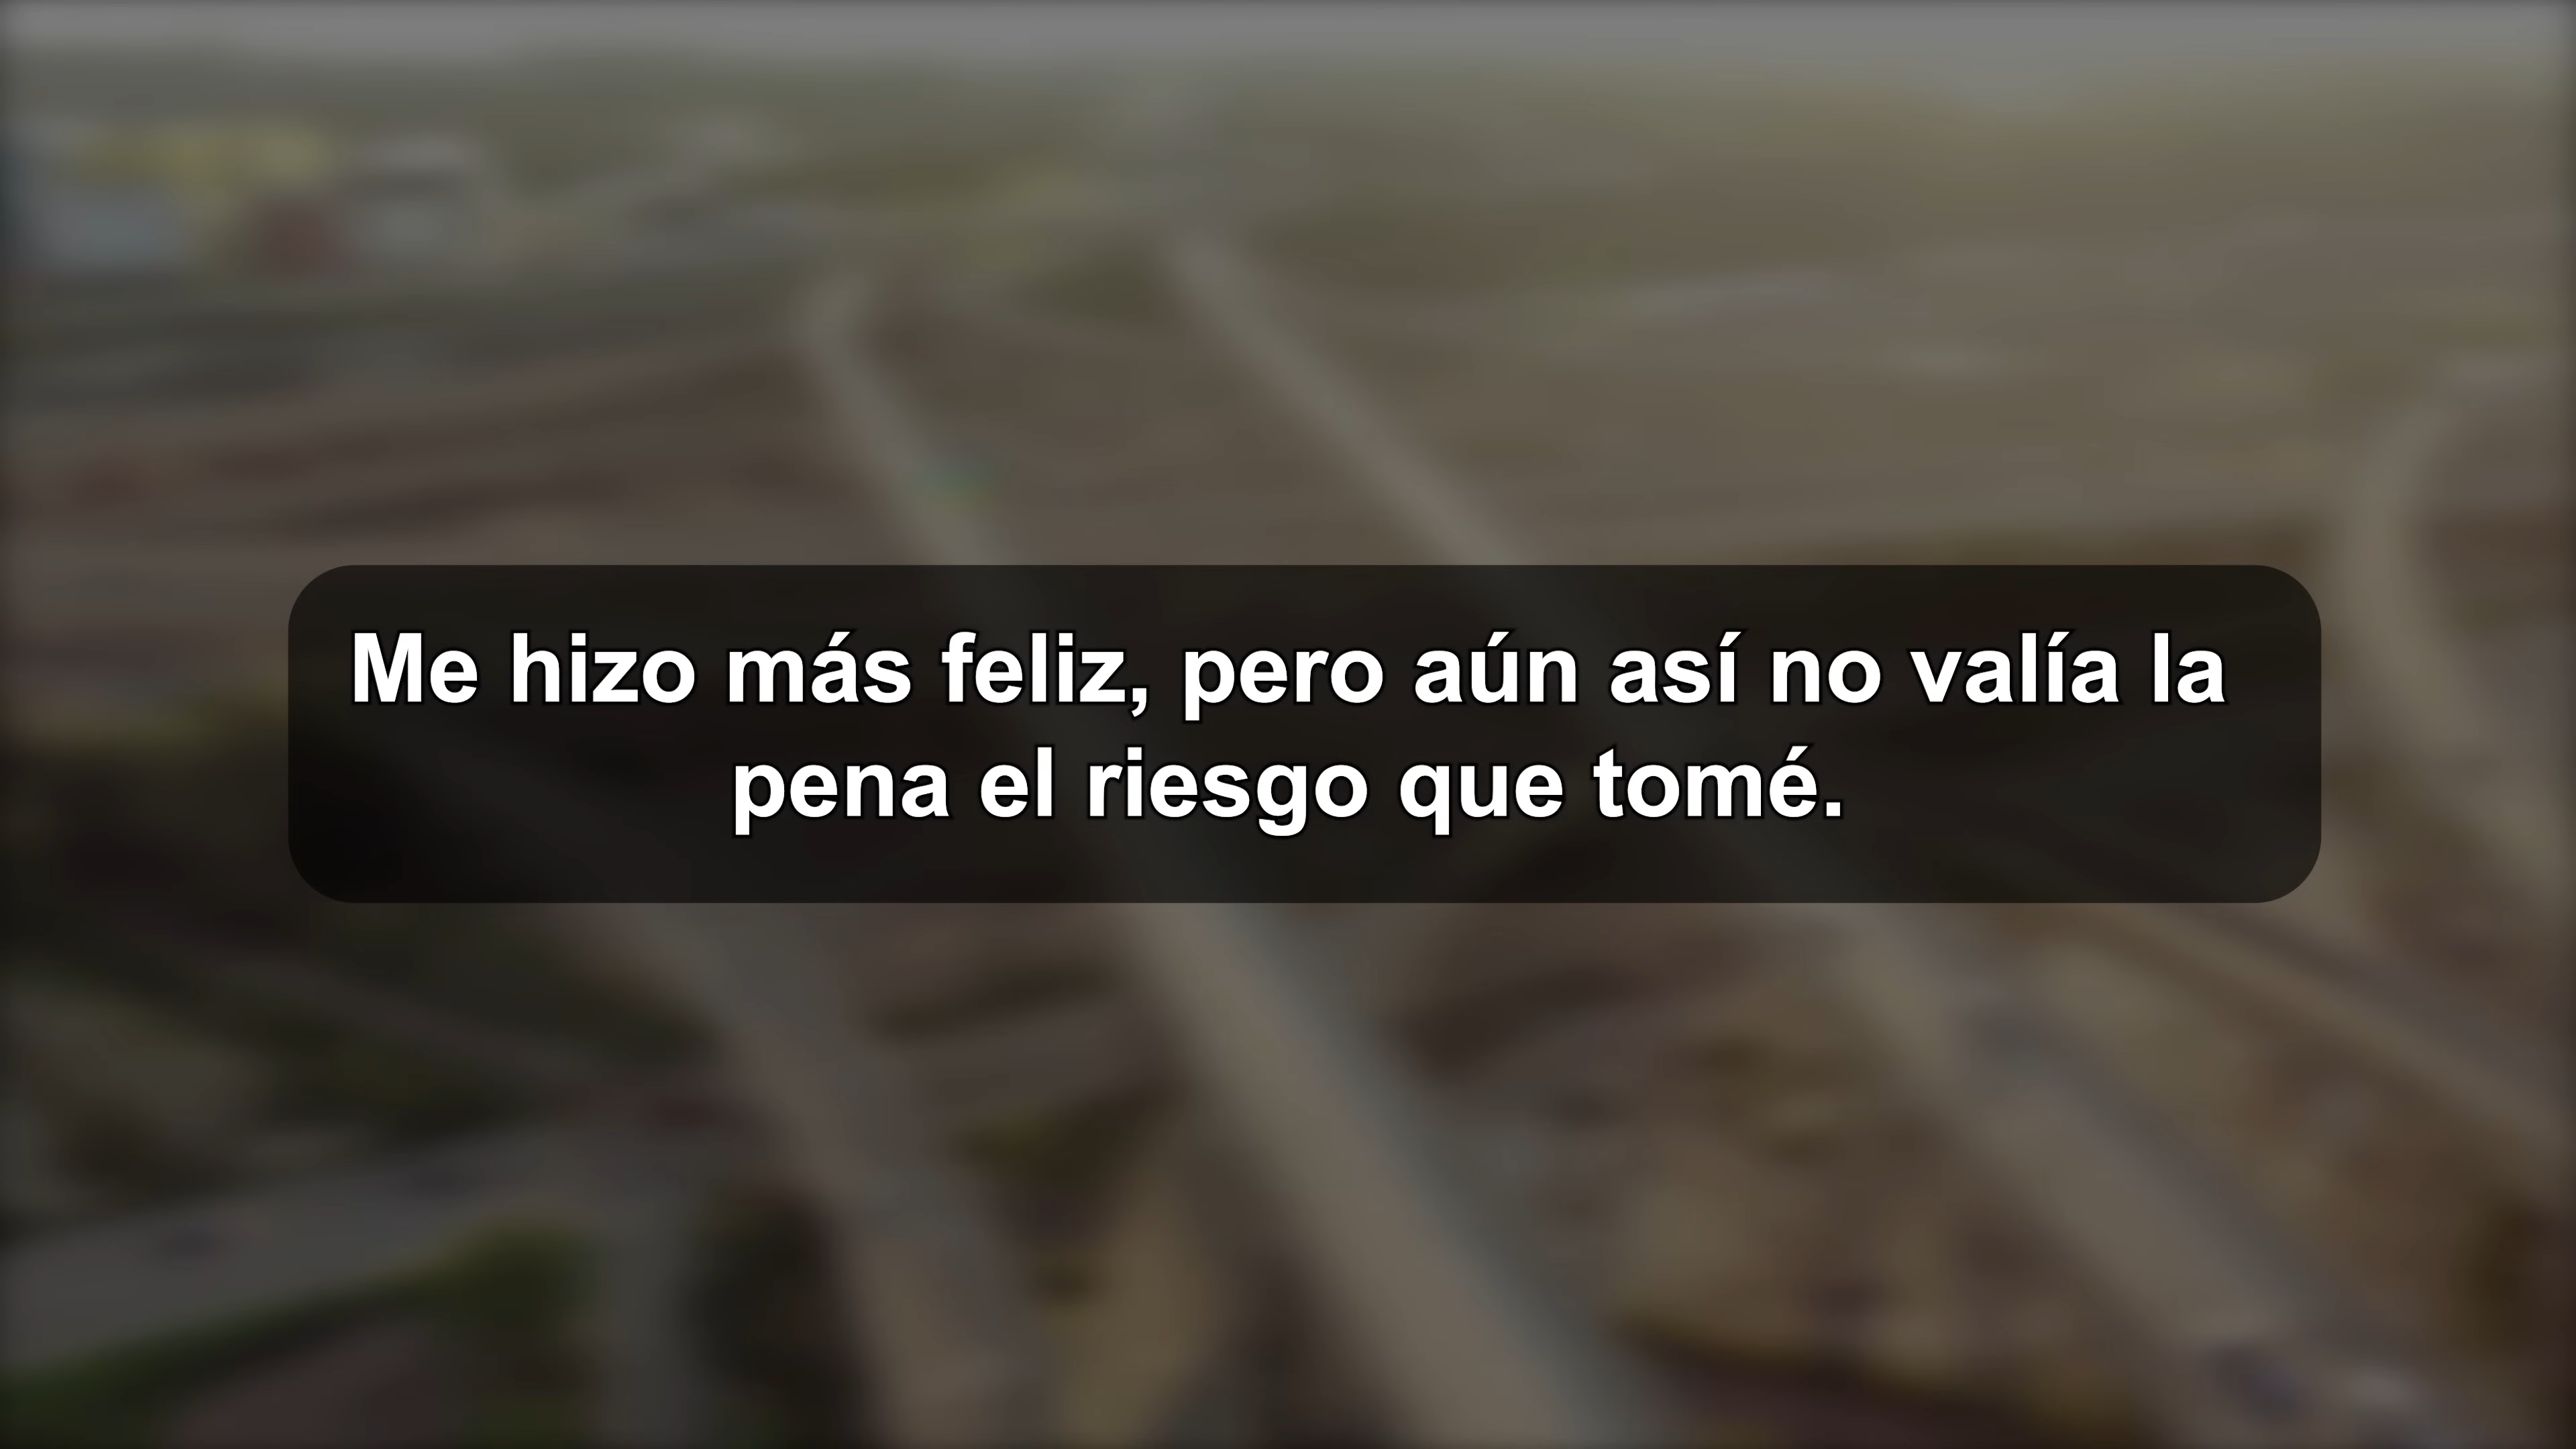 Me hizo más feliz, pero aún así no valía la
pena el riesgo que tomé.